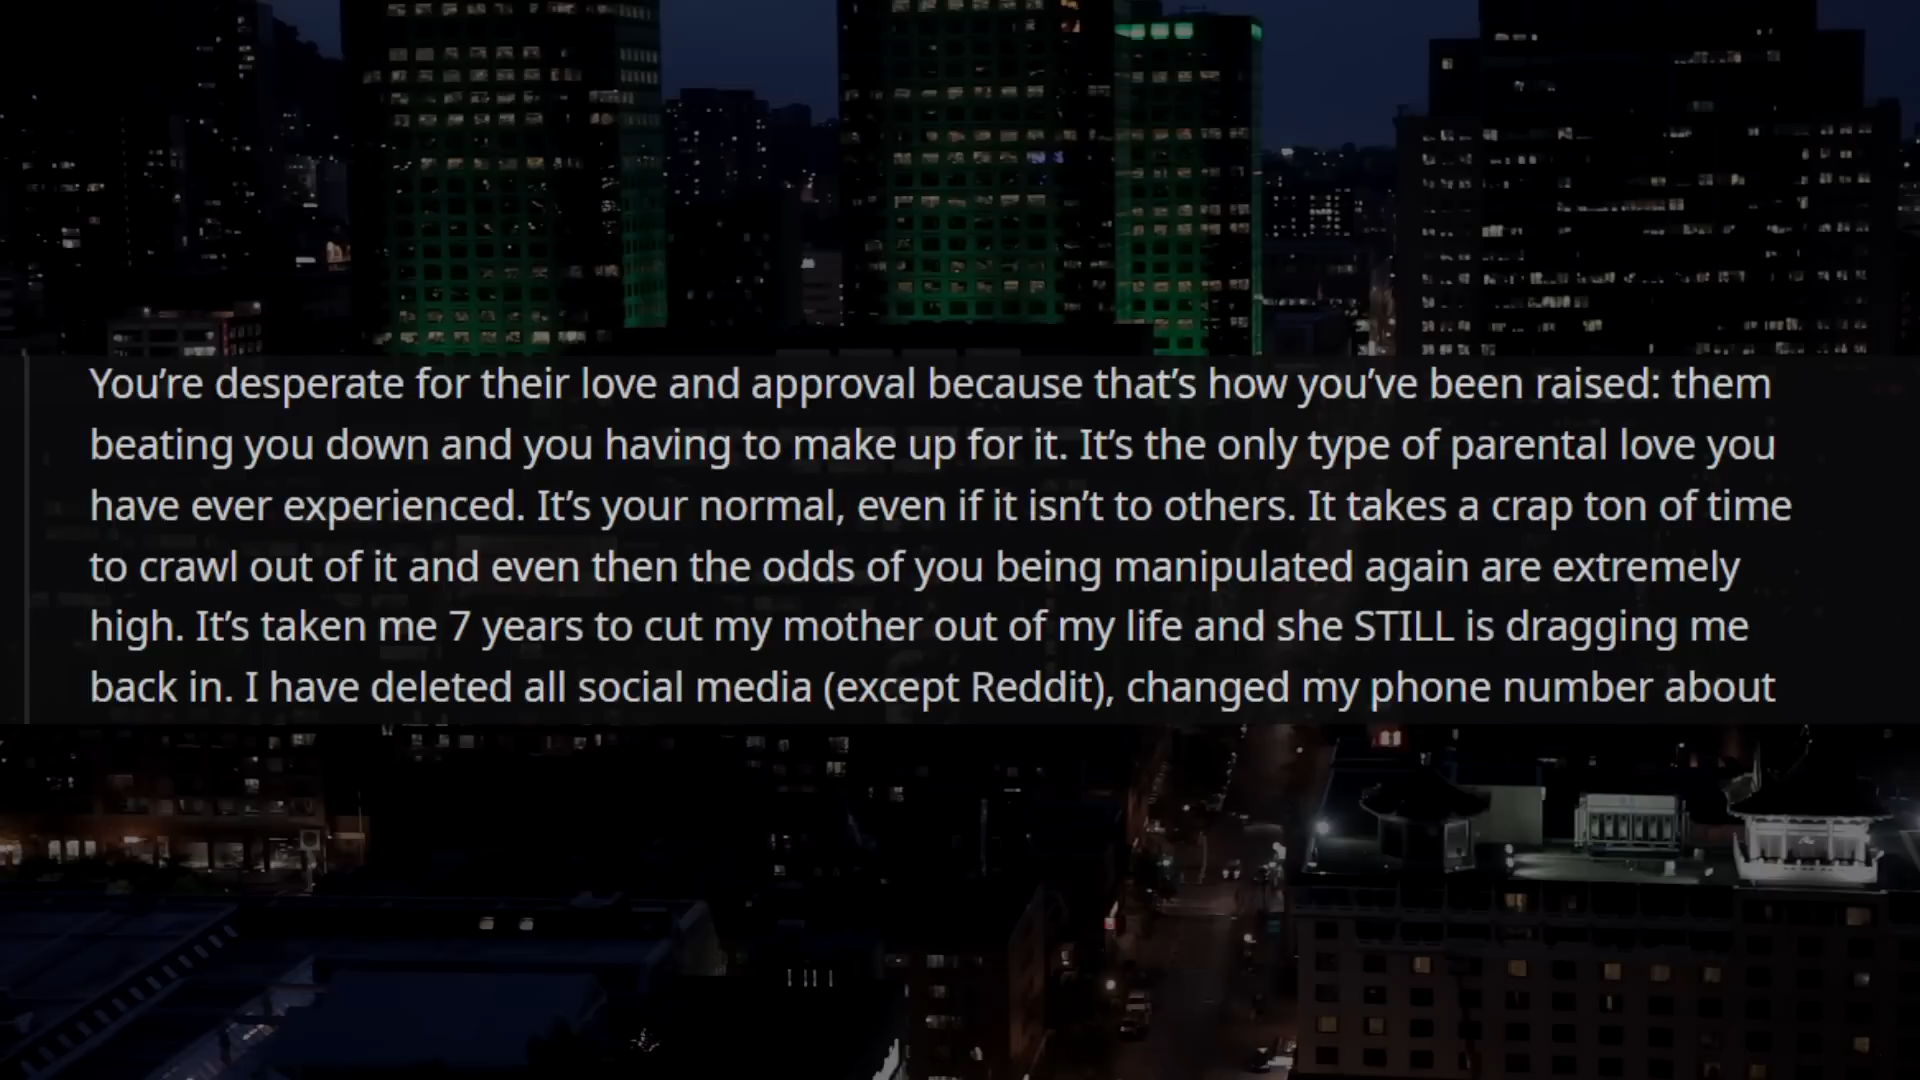 You’re desperate for their love and approval because that’s how you’ve been raised: them
beating you down and you having to make up for it. It’s the only type of parental love you
have ever experienced. It’s your normal, even if it isn’t to others. It takes a crap ton of time
to crawl out of it and even then the odds of you being manipulated again are extremely
high. It’s taken me 7 years to cut my mother out of my life and she STILL is dragging me
back in. I have deleted all social media (except Reddit), changed my phone number about